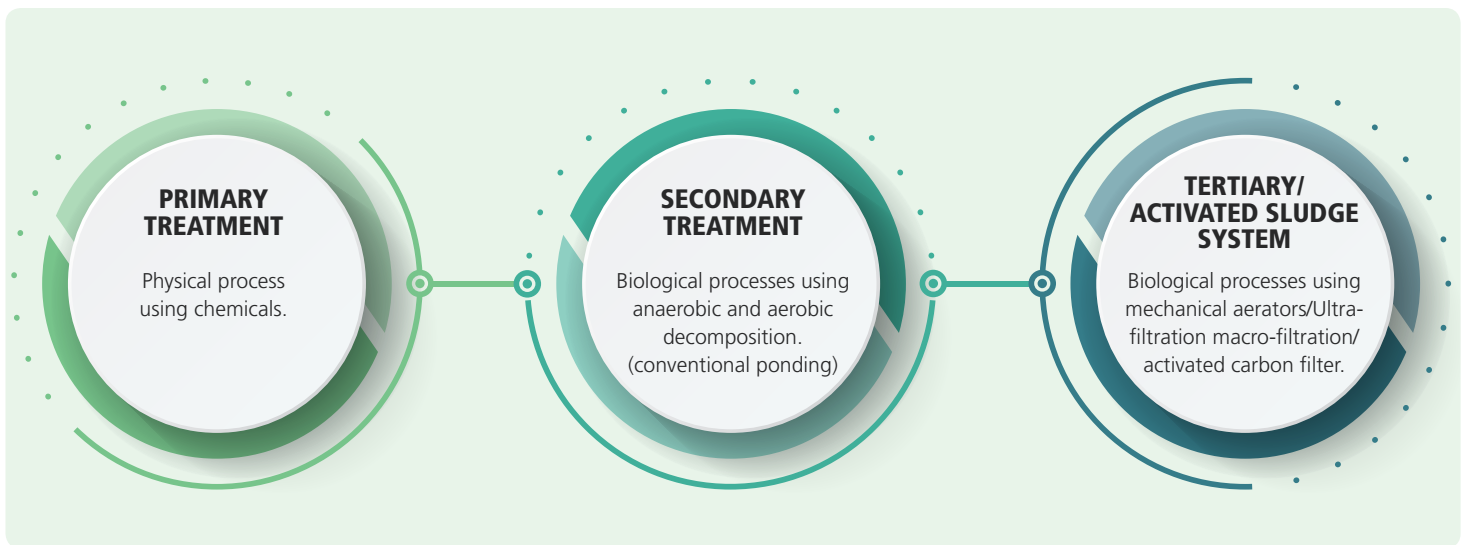 PRIMARY
TREATMENT
Physical process
using chemicals.
SECONDARY
TREATMENT
Biological processes using
anaerobic and aerobic
decomposition.
(conventional ponding)
TERTIARY/
ACTIVATED SLUDGE
SYSTEM
Biological processes using
mechanical aerators/Ultra-
filtration macro-filtration/
activated carbon filter.